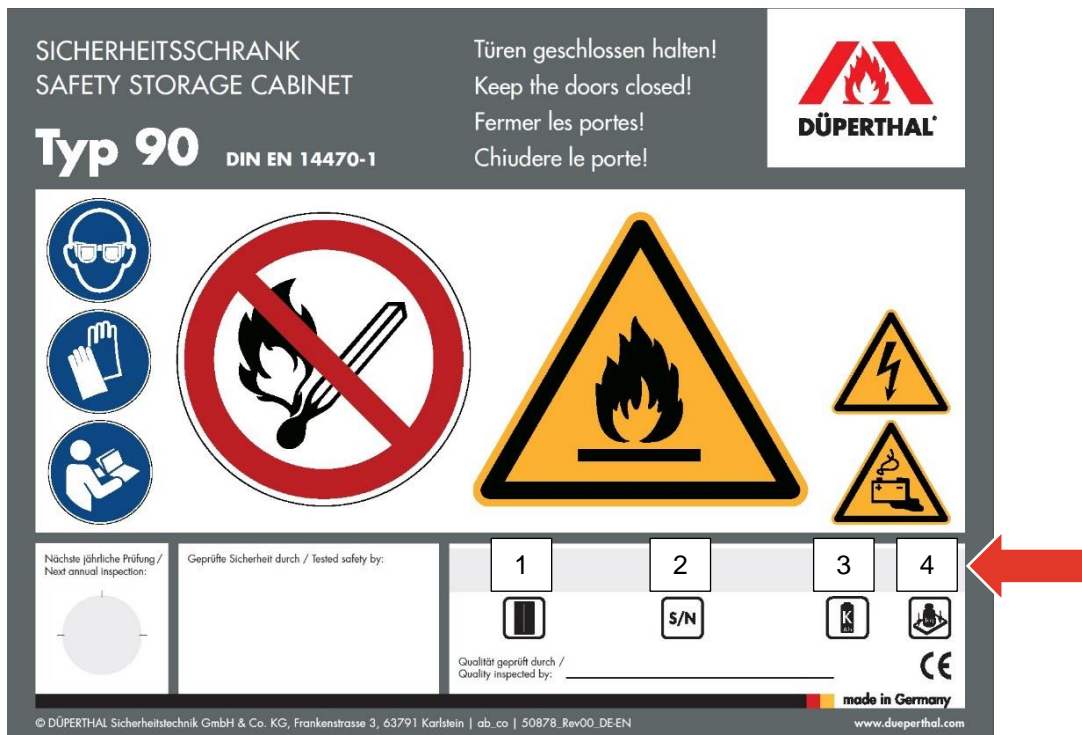 SICHERHEITSSCHRANK
SAFETY STORAGE CABINET
Typ 90 DIN EN 14470-1
Türen geschlossen halten!
Keep the doors closed!
Fermer les portes!
Chiudere le porte!
DÜPERTHAL
Nächste jährliche Prüfung /
Next annual inspection:
Geprüfte Sicherheit durch / Tested safety by:
1
2
3
4
S/N
K
kg
Qualität geprüft durch /
Quality inspected by:
CE
made in Germany
© DÜPERTHAL Sicherheitstechnik GmbH & Co. KG, Frankenstrasse 3, 63791 Karlstein | ab_co | 50878_Rev00_DE-EN
www.dueperthal.com